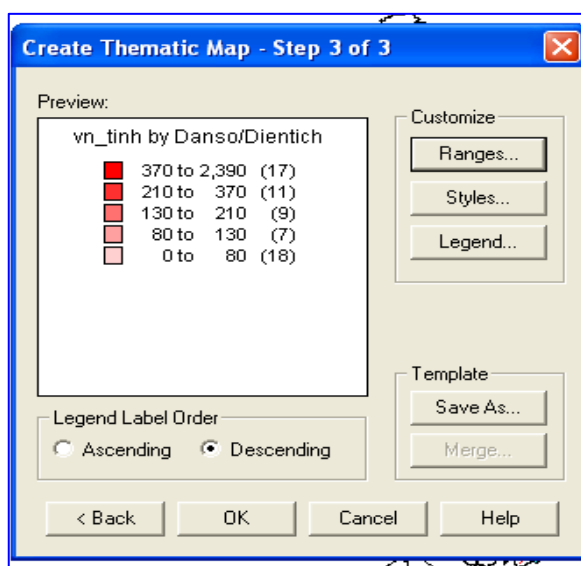 Create Thematic Map - Step 3 of 3
Preview:
vn_tinh by Danso/Dientich
370 to 2,390 (17)
210 to 370 (11)
130 to 210 (9)
80 to 130 (7)
0 to 80 (18)
Customize
Ranges...
Styles...
Legend...
Legend Label Order
Ascending
Descending
Template
Save As...
Merge...
< Back
OK
Cancel
Help